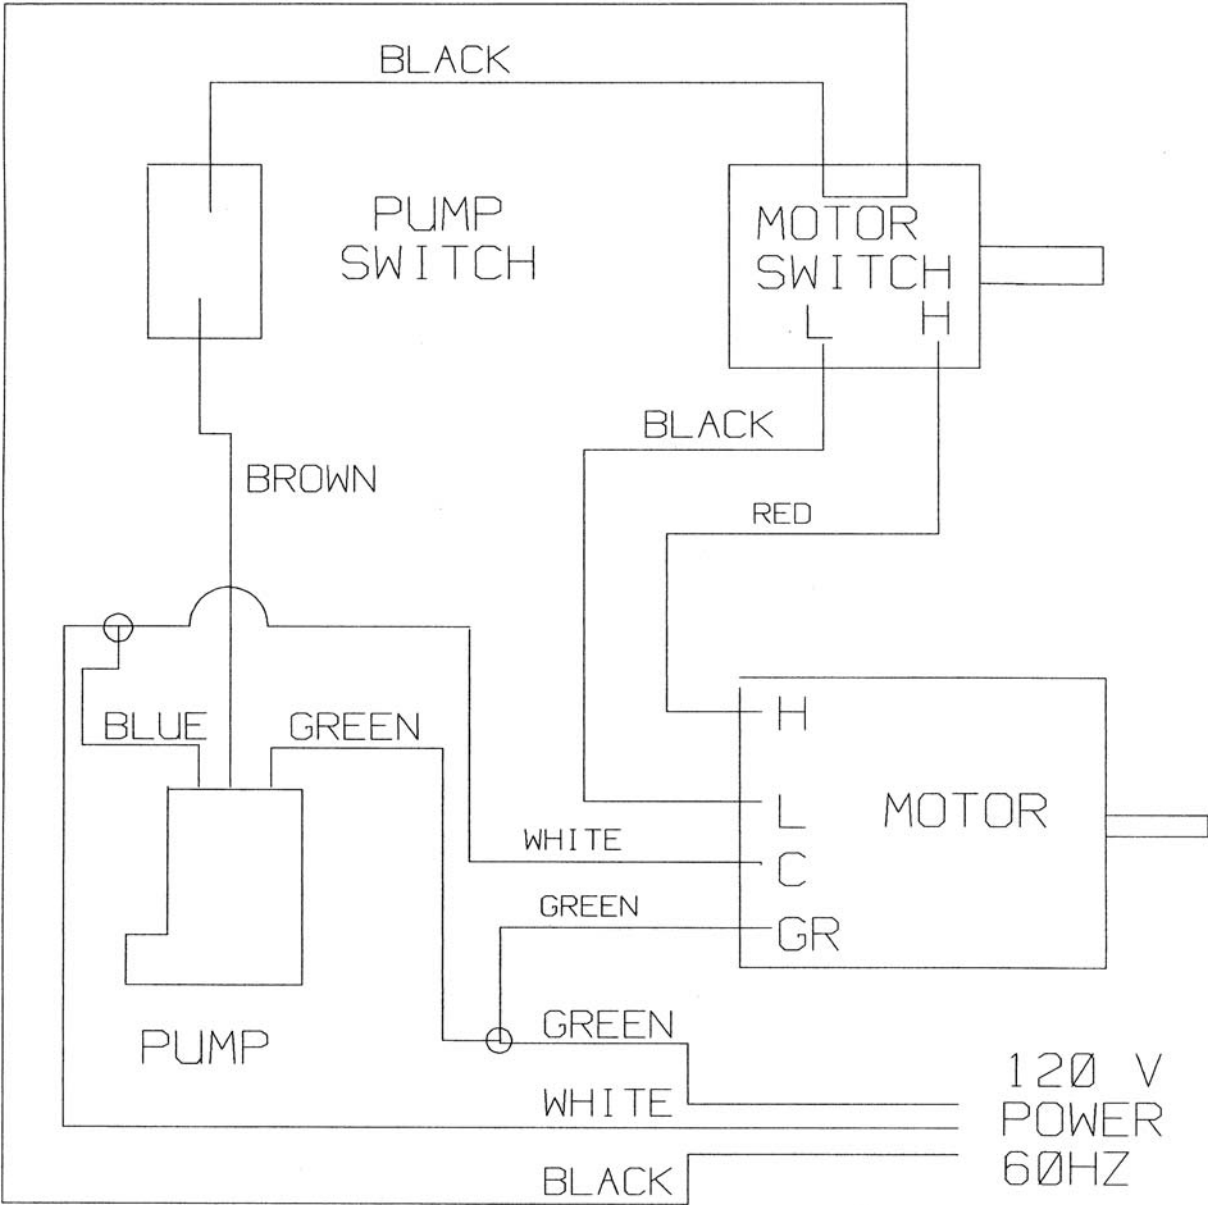 BLACK
PUMP
SWITCH
MOTOR
SWITCH
L H
BLACK
BROWN
RED
BLUE
GREEN
H
L
MOTOR
WHITE
C
GREEN
GR
PUMP
GREEN
WHITE
BLACK
120 V
POWER
60HZ